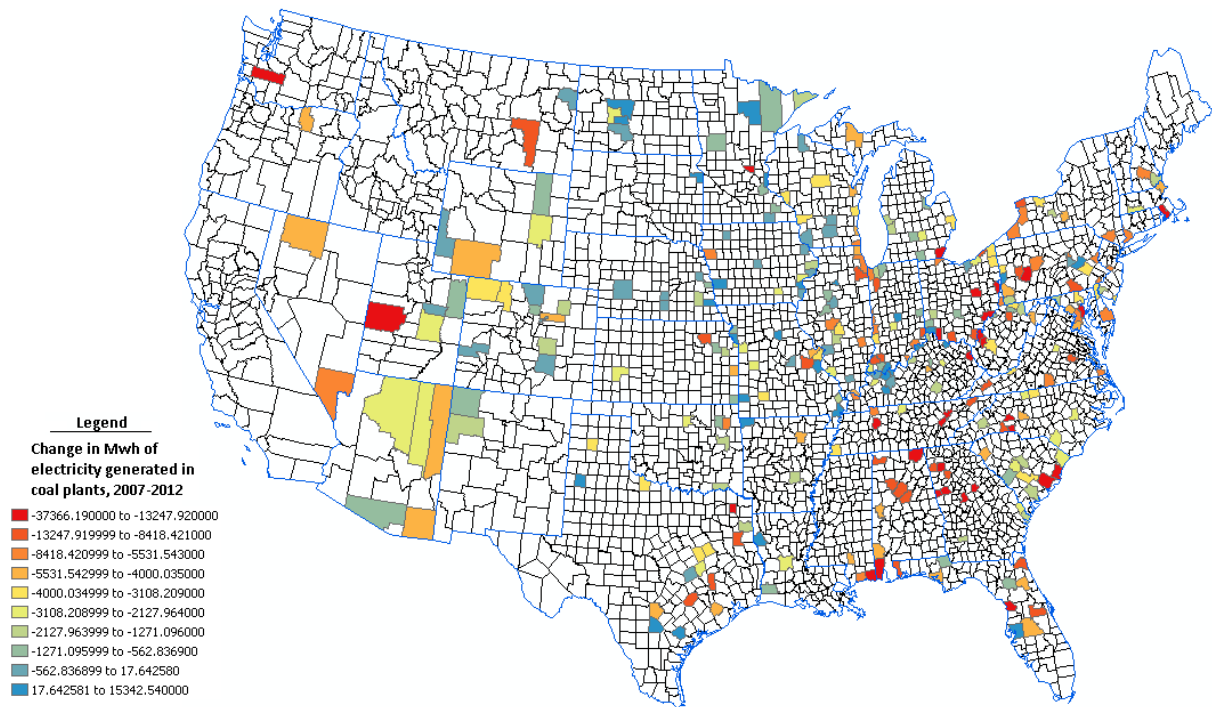 Legend
Change in Mwh of
electricity generated in
coal plants, 2007-2012
-37366.190000 to -13247.920000
-13247.919999 to -8418.421000
-8418.420999 to -5531.543000
-5531.542999 to -4000.035000
-4000.034999 to -3108.209000
-3108.208999 to -2127.964000
-2127.963999 to -1271.096000
-1271.095999 to -562.836900
-562.836899 to 17.642580
17.642581 to 15342.540000